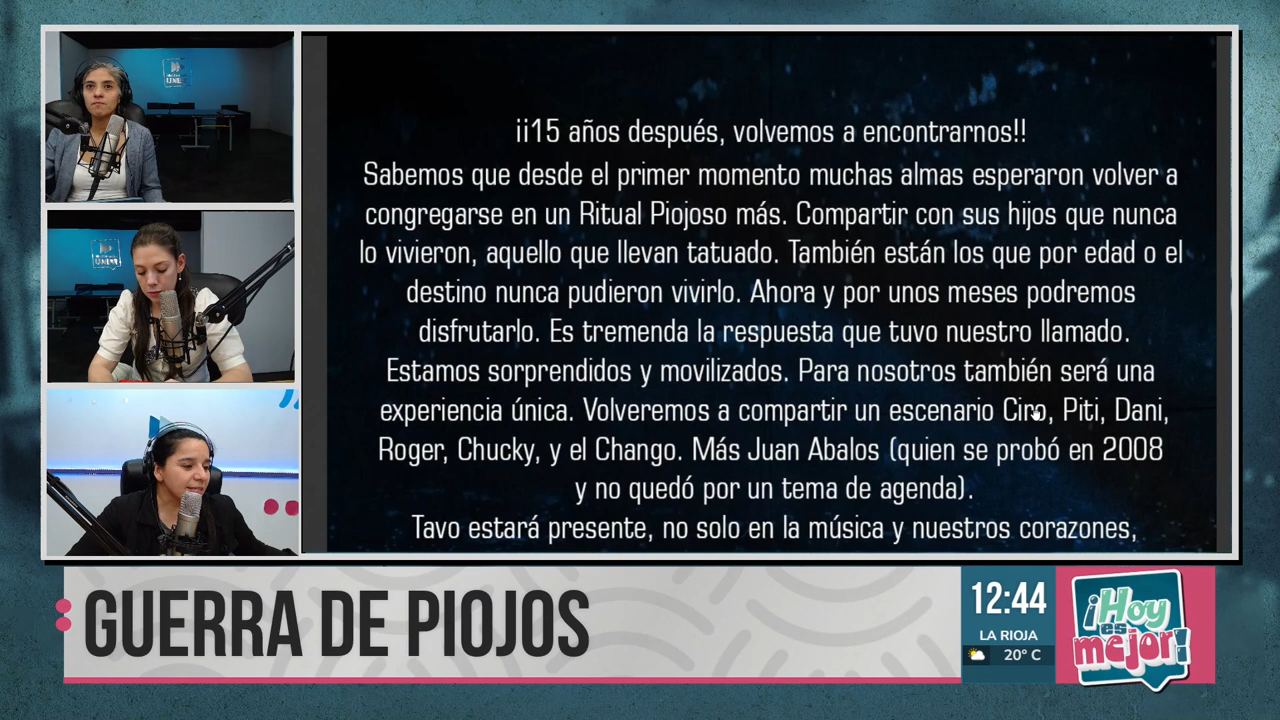 ¡¡15 años después, volvemos a encontrarnos!!
Sabemos que desde el primer momento muchas almas esperaron volver a
congregarse en un Ritual Piojoso más. Compartir con sus hijos que nunca
lo vivieron, aquello que llevan tatuado. También están los que por edad o el
destino nunca pudieron vivirlo. Ahora y por unos meses podremos
disfrutarlo. Es tremenda la respuesta que tuvo nuestro llamado.
Estamos sorprendidos y movilizados. Para nosotros también será una
experiencia única. Volveremos a compartir un escenario Ciro, Piti, Dani,
Roger, Chucky, y el Chango. Más Juan Abalos (quien se probó en 2008
y no quedó por un tema de agenda).
Tavo estará presente, no solo en la música y nuestros corazones,
GUERRA DE PIOJOS
12:44
LA RIOJA
20° C
¡Hoy
es
mejor!